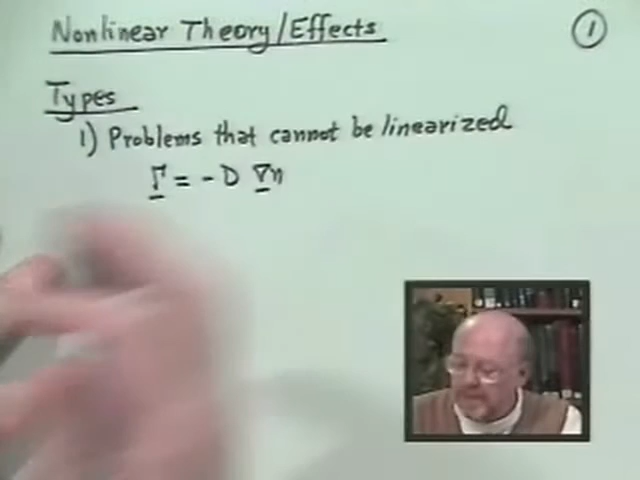 Nonlinear Theory/Effects
1
Types
1) Problems that cannot be linearized
Γ = - D ∇n